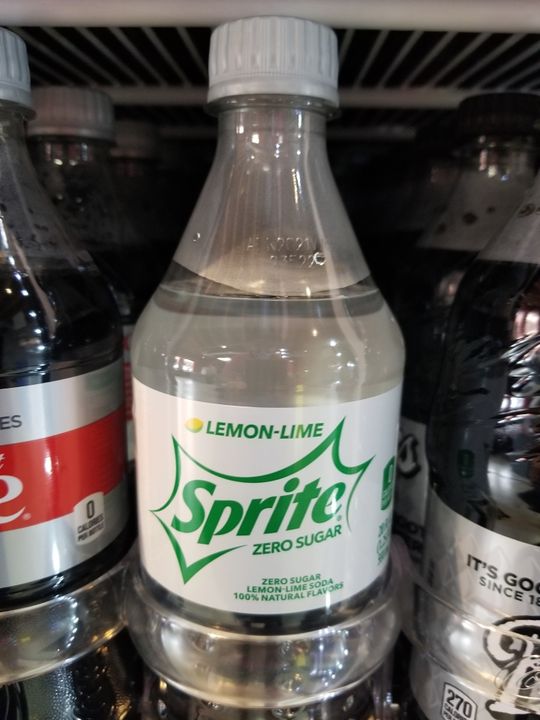 LEMON-LIME
Sprite
ZERO SUGAR
ZERO SUGAR
LEMON-LIME SODA
100% NATURAL FLAVORS
ES
e
0
CALORIES
PER BOTTLE
IT'S GOO
SINCE 18
270